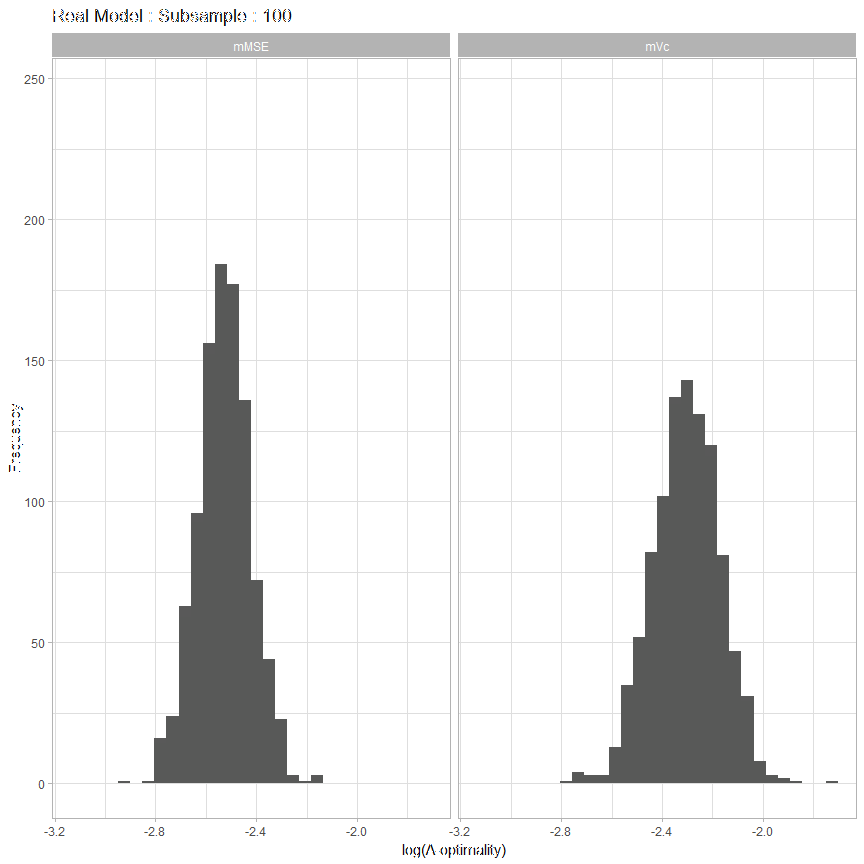 Real Model : Subsample : 100
mMSE
mVc
250
200
150
100
50
0
Frequency
-3.2
-2.8
-2.4
-2.0
-3.2
-2.8
-2.4
-2.0
log(A-optimality)